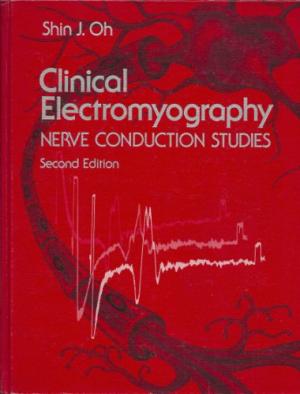 Shin J. Oh
Clinical
Electromyography
NERVE CONDUCTION STUDIES
Second Edition